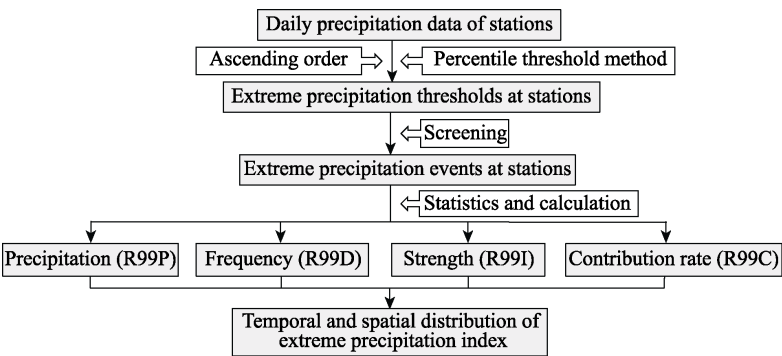 Daily precipitation data of stations
Ascending order
Percentile threshold method
Extreme precipitation thresholds at stations
Screening
Extreme precipitation events at stations
Statistics and calculation
Precipitation (R99P)
Frequency (R99D)
Strength (R99I)
Contribution rate (R99C)
Temporal and spatial distribution of
extreme precipitation index